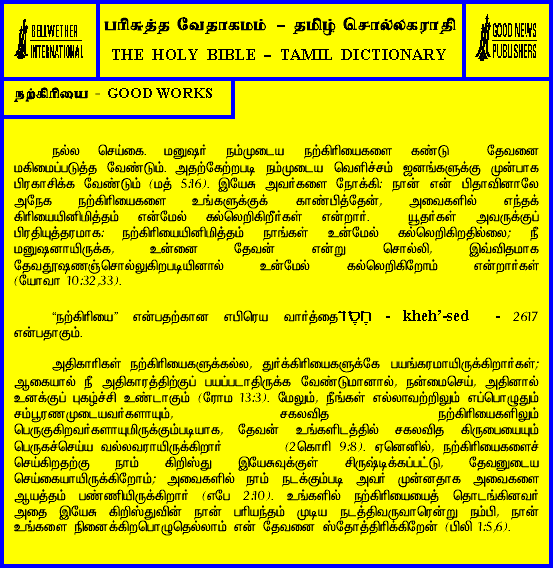 BELLWETHER
INTERNATIONAL
பரிசுத்த வேதாகமம் – தமிழ் சொல்லகராதி
THE HOLY BIBLE – TAMIL DICTIONARY
GOOD NEWS
PUBLISHERS
நற்கிரியை - GOOD WORKS
நல்ல செய்கை. மனுஷர் நம்முடைய நற்கிரியைகளை கண்டு தேவனை
மகிமைப்படுத்த வேண்டும். அதற்கேற்றபடி நம்முடைய வெளிச்சம் ஜனங்களுக்கு முன்பாக
பிரகாசிக்க வேண்டும் (மத் 5:16). இயேசு அவர்களை நோக்கி: நான் என் பிதாவினாலே
அநேக நற்கிரியைகளை உங்களுக்குக் காண்பித்தேன், அவைகளில் எந்தக்
கிரியையினிமித்தம் என்மேல் கல்லெறிகிறீர்கள் என்றார். யூதர்கள் அவருக்குப்
பிரதியுத்தரமாக: நற்கிரியையினிமித்தம் நாங்கள் உன்மேல் கல்லெறிகிறதில்லை; நீ
மனுஷனாயிருக்க, உன்னை தேவன் என்று சொல்லி, இவ்விதமாக
தேவதூஷணஞ்சொல்லுகிறபடியினால் உன்மேல் கல்லெறிகிறோம் என்றார்கள்
(யோவா 10:32,33).
“நற்கிரியை” என்பதற்கான எபிரெய வார்த்தை חֶסֶד - kheh’-sed - 2617
என்பதாகும்.
அதிகாரிகள் நற்கிரியைகளுக்கல்ல, துர்க்கிரியைகளுக்கே பயங்கரமாயிருக்கிறார்கள்;
ஆகையால் நீ அதிகாரத்திற்குப் பயப்படாதிருக்க வேண்டுமானால், நன்மைசெய், அதினால்
உனக்குப் புகழ்ச்சி உண்டாகும் (ரோம 13:3). மேலும், நீங்கள் எல்லாவற்றிலும் எப்பொழுதும்
சம்பூரணமுடையவர்களாயும், சகலவித நற்கிரியைகளிலும்
பெருகுகிறவர்களாயுமிருக்கும்படியாக, தேவன் உங்களிடத்தில் சகலவித கிருபையையும்
பெருகச்செய்ய வல்லவராயிருக்கிறார் (2கொரி 9:8). ஏனெனில், நற்கிரியைகளைச்
செய்கிறதற்கு நாம் கிறிஸ்து இயேசுவுக்குள் சிருஷ்டிக்கப்பட்டு, தேவனுடைய
செய்கையாயிருக்கிறோம்; அவைகளில் நாம் நடக்கும்படி அவர் முன்னதாக அவைகளை
ஆயத்தம் பண்ணியிருக்கிறார் (எபே 2:10). உங்களில் நற்கிரியையைத் தொடங்கினவர்
அதை இயேசு கிறிஸ்துவின் நாள் பரியந்தம் முடிய நடத்திவருவாரென்று நம்பி, நான்
உங்களை நினைக்கிறபொழுதெல்லாம் என் தேவனை ஸ்தோத்திரிக்கிறேன் (பிலி 1:5,6).